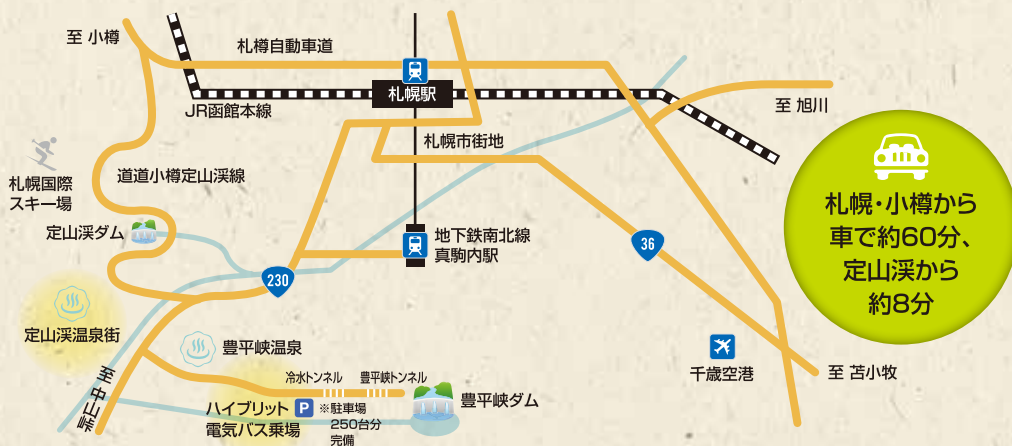 至 小樽
札樽自動車道
札幌駅
JR函館本線
至 旭川
札幌市街地
札幌国際
スキー場
道道小樽定山渓線
定山渓ダム
地下鉄南北線
真駒内駅
36
230
札幌・小樽から
車で約60分、
定山渓から
約8分
定山渓温泉街
豊平峡温泉
千歳空港
至 苫小牧
至 中山峠
冷水トンネル
豊平峡トンネル
豊平峡ダム
ハイブリット
電気バス乗場
P
※駐車場
250台分
完備